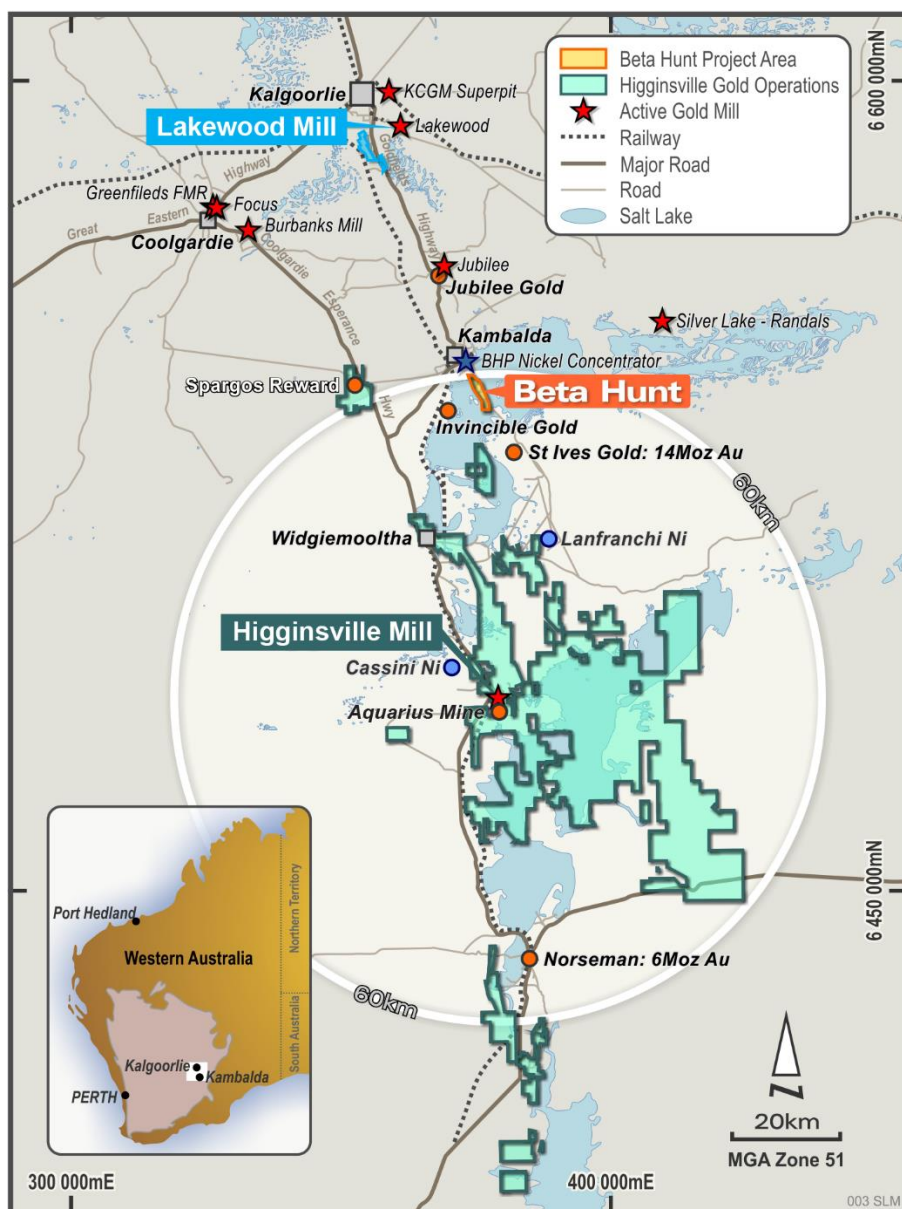 Beta Hunt Project Area
Higginsville Gold Operations
Active Gold Mill
Railway
Major Road
Road
Salt Lake
6 600 000mN
Kalgoorlie
KCGM Superpit
Lakewood Mill
Lakewood
Goldfields
Highway
Highway
Greenfileds FMR
Focus
Great
Eastern
Burbanks Mill
Coolgardie
Coolgardie
Esperance
Hwy
Jubilee
Jubilee Gold
Silver Lake - Randals
Kambalda
BHP Nickel Concentrator
Spargos Reward
Beta Hunt
Invincible Gold
St Ives Gold: 14Moz Au
60km
Widgiemooltha
Lanfranchi Ni
Higginsville Mill
Cassini Ni
Aquarius Mine
6 450 000mN
Port Hedland
Northern Territory
Western Australia
South Australia
Kalgoorlie
Kambalda
PERTH
Norseman: 6Moz Au
60km
N
20km
MGA Zone 51
300 000mE
400 000mE
003 SLM